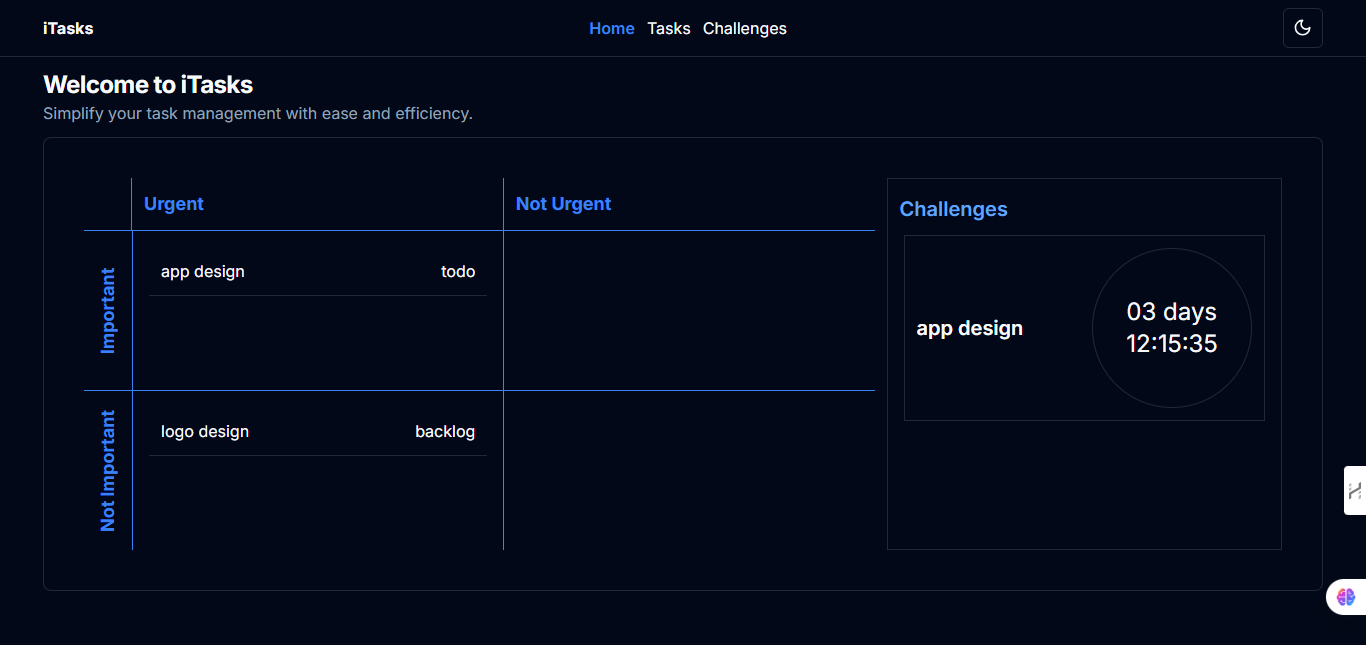 iTasks
Home Tasks Challenges
Welcome to iTasks
Simplify your task management with ease and efficiency.
Urgent
Not Urgent
Important
app design
todo
Not Important
logo design
backlog
Challenges
app design
03 days
12:15:35